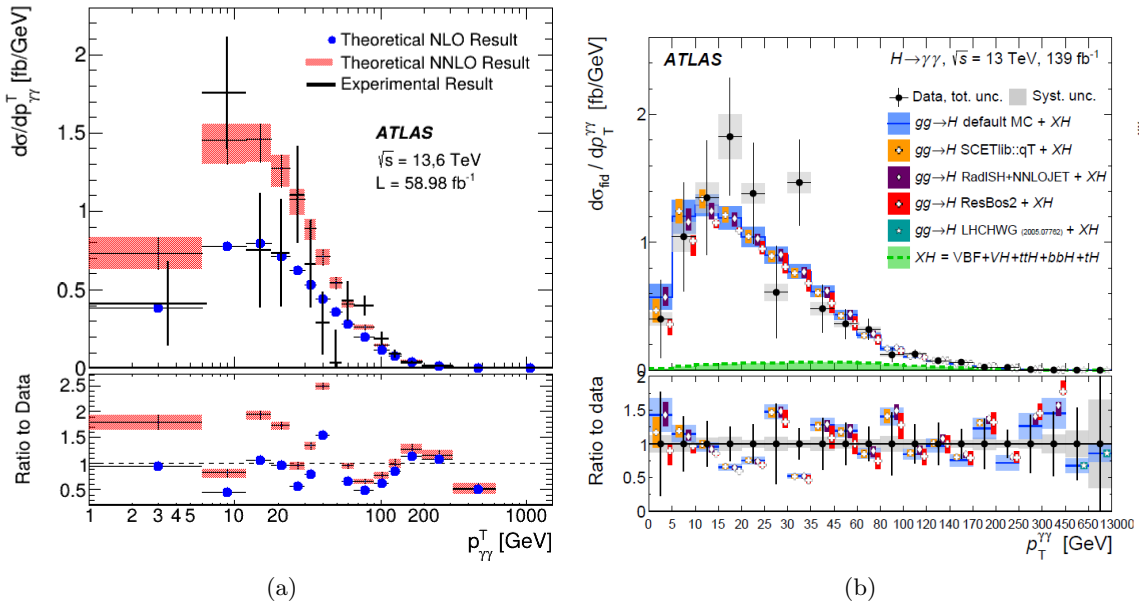 dσ/dp^T_γγ [fb/GeV]
2
1.5
1
0.5
0
Theoretical NLO Result
Theoretical NNLO Result
Experimental Result
ATLAS
√s = 13,6 TeV
L = 58.98 fb⁻¹
Ratio to Data
2.5
2
1.5
1
0.5
1 2 3 4 5 10 20 30 100 200 1000
p^T_γγ [GeV]
(a)
dσ_fid / dp_T^γγ [fb/GeV]
3
2
1
0
ATLAS
H→γγ, √s = 13 TeV, 139 fb⁻¹
Data, tot. unc. Syst. unc.
gg→H default MC + XH
gg→H SCETlib::qT + XH
gg→H RadISH+NNLOJET + XH
gg→H ResBos2 + XH
gg→H LHCHWG (2005.07762) + XH
XH = VBF+VH+ttH+bbH+tH
Ratio to data
2
1.5
1
0.5
0
0 5 10 15 20 25 30 35 45 60 80 100 120 140 170 200 250 300 450 650 13000
p_T^γγ [GeV]
(b)